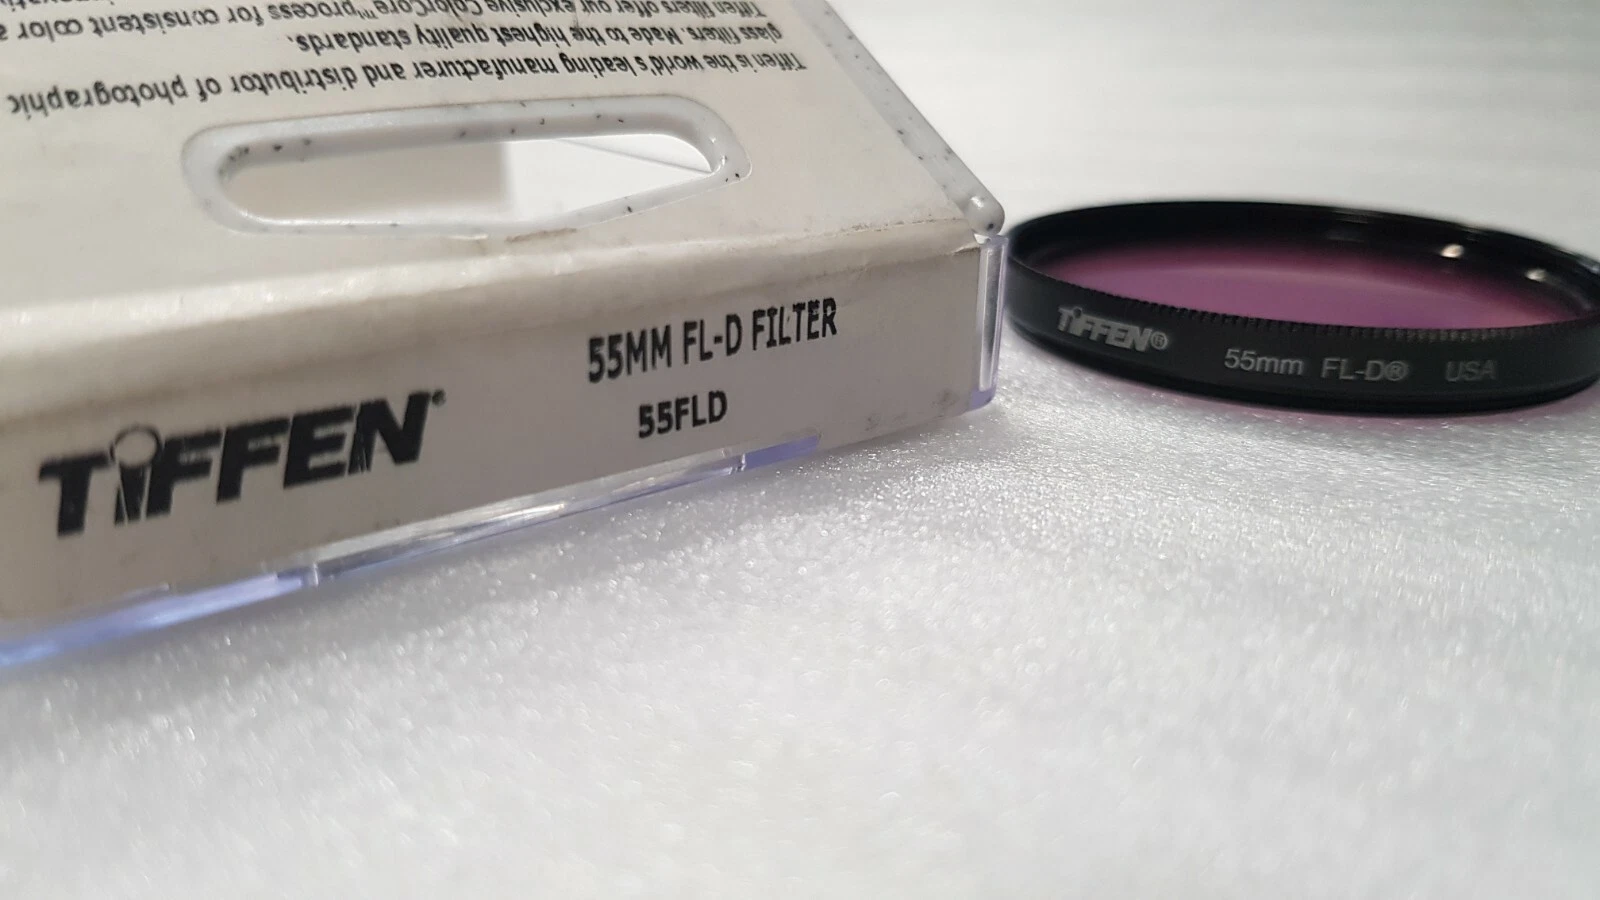 Tiffen is the world's leading manufacturer and distributor of photographic
glass filters. Made to the highest quality standards.
Tiffen filters offer our exclusive ColorCore™ process for consistent color
TIFFEN®
55MM FL-D FILTER
55FLD
TIFFEN® 55mm FL-D® USA